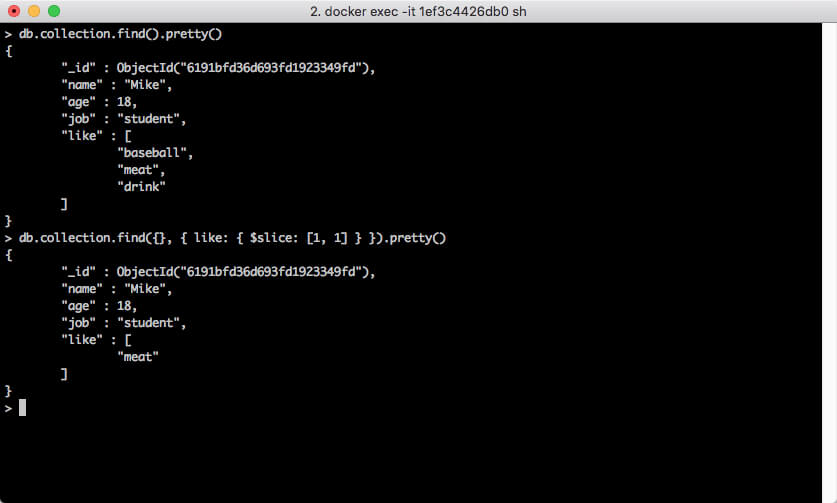 2. docker exec -it 1ef3c4426db0 sh
> db.collection.find().pretty()
{
        "_id" : ObjectId("6191bfd36d693fd1923349fd"),
        "name" : "Mike",
        "age" : 18,
        "job" : "student",
        "like" : [
                "baseball",
                "meat",
                "drink"
        ]
}
> db.collection.find({}, { like: { $slice: [1, 1] } }).pretty()
{
        "_id" : ObjectId("6191bfd36d693fd1923349fd"),
        "name" : "Mike",
        "age" : 18,
        "job" : "student",
        "like" : [
                "meat"
        ]
}
>